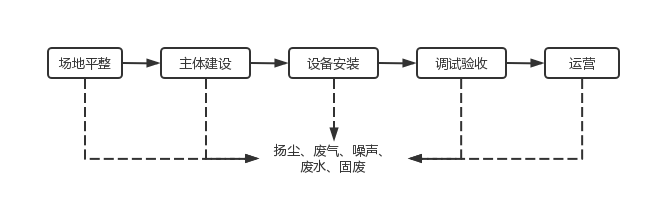 场地平整
主体建设
设备安装
调试验收
运营
扬尘、废气、噪声、
废水、固废